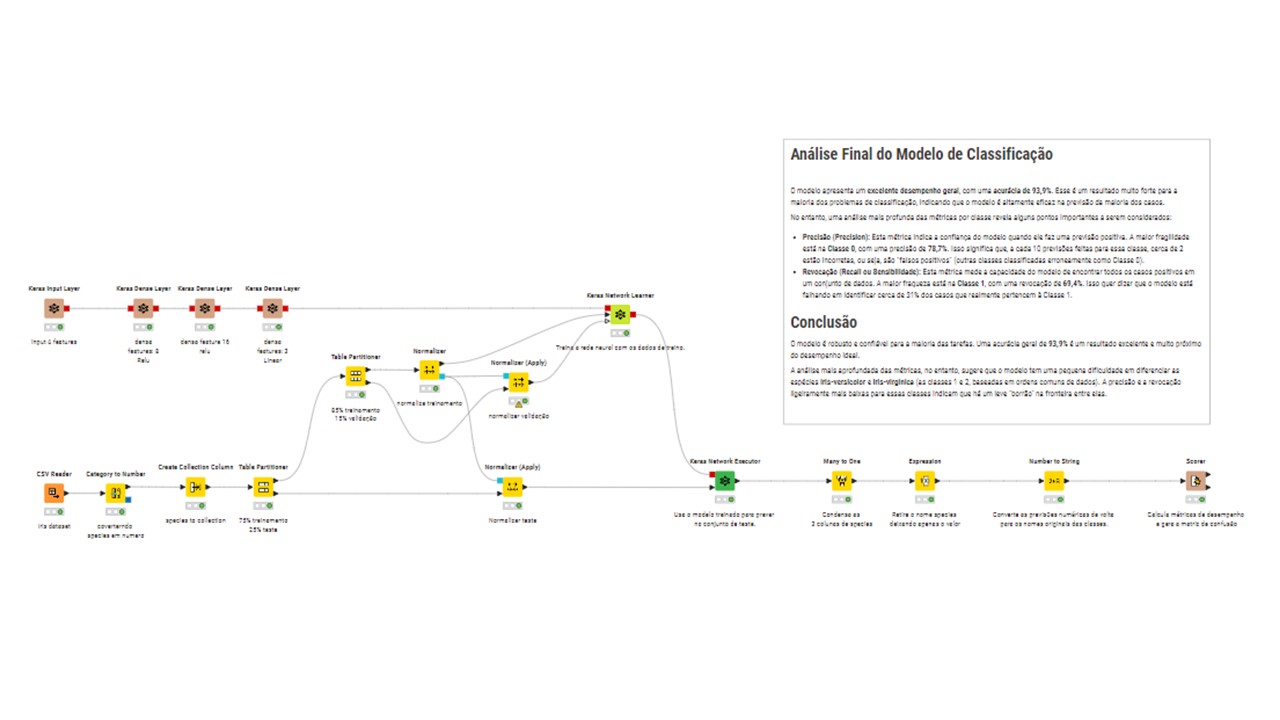 Análise Final do Modelo de Classificação
O modelo apresenta um excelente desempenho geral, com uma acurácia de 93,9%. Esse é um resultado muito forte para a
maioria dos problemas de classificação, indicando que o modelo é altamente eficaz na previsão de maioria dos casos.
No entanto, uma análise mais profunda das métricas por classe revela alguns pontos importantes a serem considerados:
• Precisão (Precision): Esta métrica indica a confiança do modelo quando ele faz uma previsão positiva. A maior fragilidade
está na Classe 0, com uma precisão de 78,7%. Isso significa que, a cada 10 previsões feitas para essa classe, cerca de 2
estão incorretas, ou seja, são "falsos positivos" (outras classes classificadas erroneamente como Classe 0).
• Revocação (Recall ou Sensibilidade): Esta métrica mede a capacidade do modelo de encontrar todos os casos positivos em
um conjunto de dados. A maior fraqueza está na Classe 1, com uma revocação de 69,4%. Isso quer dizer que o modelo está
falhando em identificar cerca de 31% dos casos que realmente pertencem à Classe 1.
Conclusão
O modelo é robusto e confiável para a maioria das tarefas. Uma acurácia geral de 93,9% é um resultado excelente e muito próximo
do desempenho ideal.
A análise mais aprofundada das métricas, no entanto, sugere que o modelo tem uma pequena dificuldade em diferenciar as
espécies Iris-versicolor e Iris-virginica (as classes 1 e 2, baseadas em ordens comuns de dados). A precisão e a revocação
ligeiramente mais baixas para essas classes indicam que há um leve "borrão" na fronteira entre elas.
Keras Input Layer
Input 4 features
Keras Dense Layer
dense
features: 8
Relu
Keras Dense Layer
dense feature 16
relu
Keras Dense Layer
dense
features: 3
Linear
Keras Network Learner
Treina a rede neural com os dados de treino.
Table Partitioner
85% treinamento
15% validação
Normalizer
normalize treinamento
Normalizer (Apply)
normalizar validação
CSV Reader
iris dataset
Category to Number
covertendo
species em numero
Create Collection Column
species to collection
Table Partitioner
75% treinamento
25% teste
Normalizer (Apply)
Normalizar teste
Keras Network Executor
Usa o modelo treinado para prever
no conjunto de teste.
Many to One
Condensa as
3 colunas de species
Expression
Retira o nome species
deixando apenas o valor
Number to String
Converte as previsões numéricas de volta
para os nomes originais das classes.
Scorer
Calcula métricas de desempenho
e gera a matriz de confusão